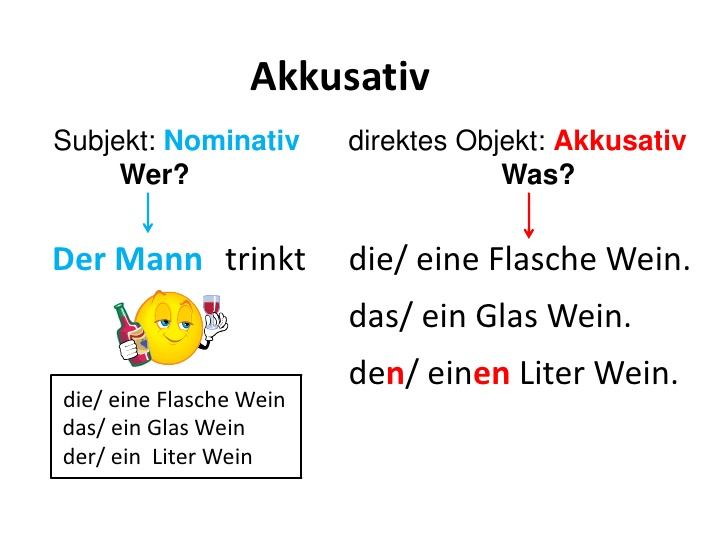 Akkusativ
Subjekt: Nominativ
Wer?
direktes Objekt: Akkusativ
Was?
Der Mann trinkt die/ eine Flasche Wein.
das/ ein Glas Wein.
den/ einen Liter Wein.
die/ eine Flasche Wein
das/ ein Glas Wein
der/ ein Liter Wein